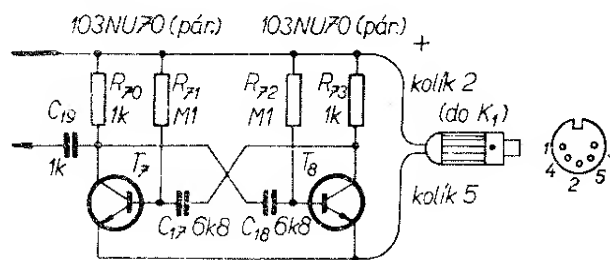 103NU70 (pár.) 103NU70 (pár.)
+
R70 1k
R71 M1
R72 M1
R73 1k
kolík 2
(do K1)
C19
1k
T7
T8
C17 6k8
C18 6k8
kolík 5
1
4
2
5